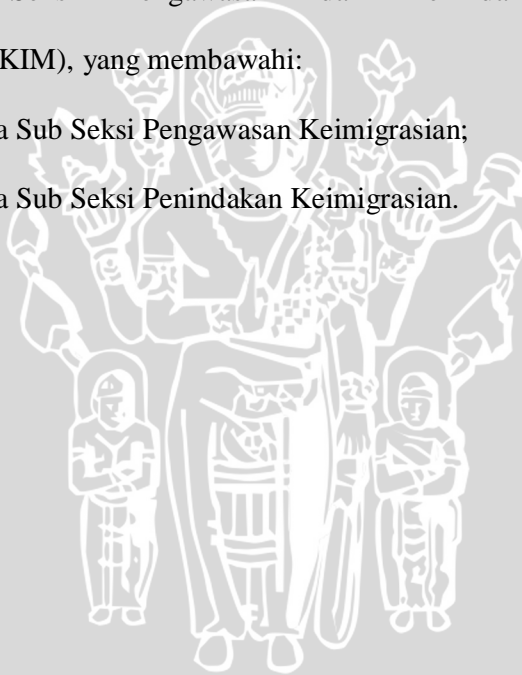 KIM), yang membawahi:
a Sub Seksi Pengawasan Keimigrasian;
a Sub Seksi Penindakan Keimigrasian.